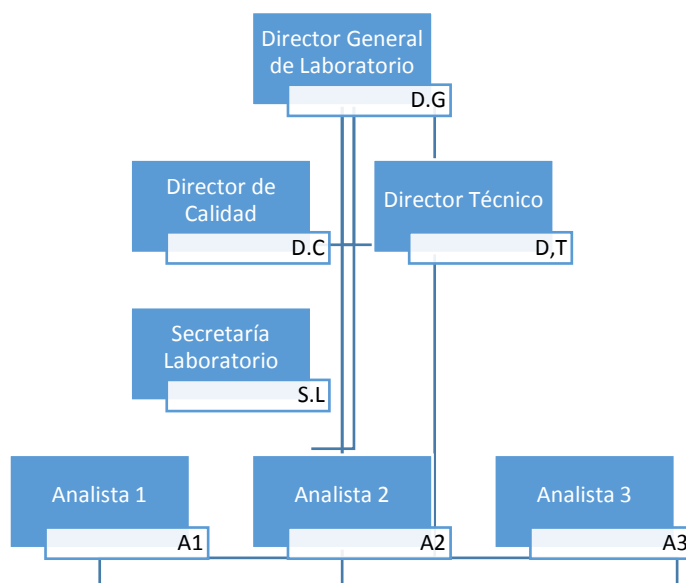 Director General
de Laboratorio
D.G
Director de
Calidad
D.C
Director Técnico
D,T
Secretaría
Laboratorio
S.L
Analista 1
A1
Analista 2
A2
Analista 3
A3